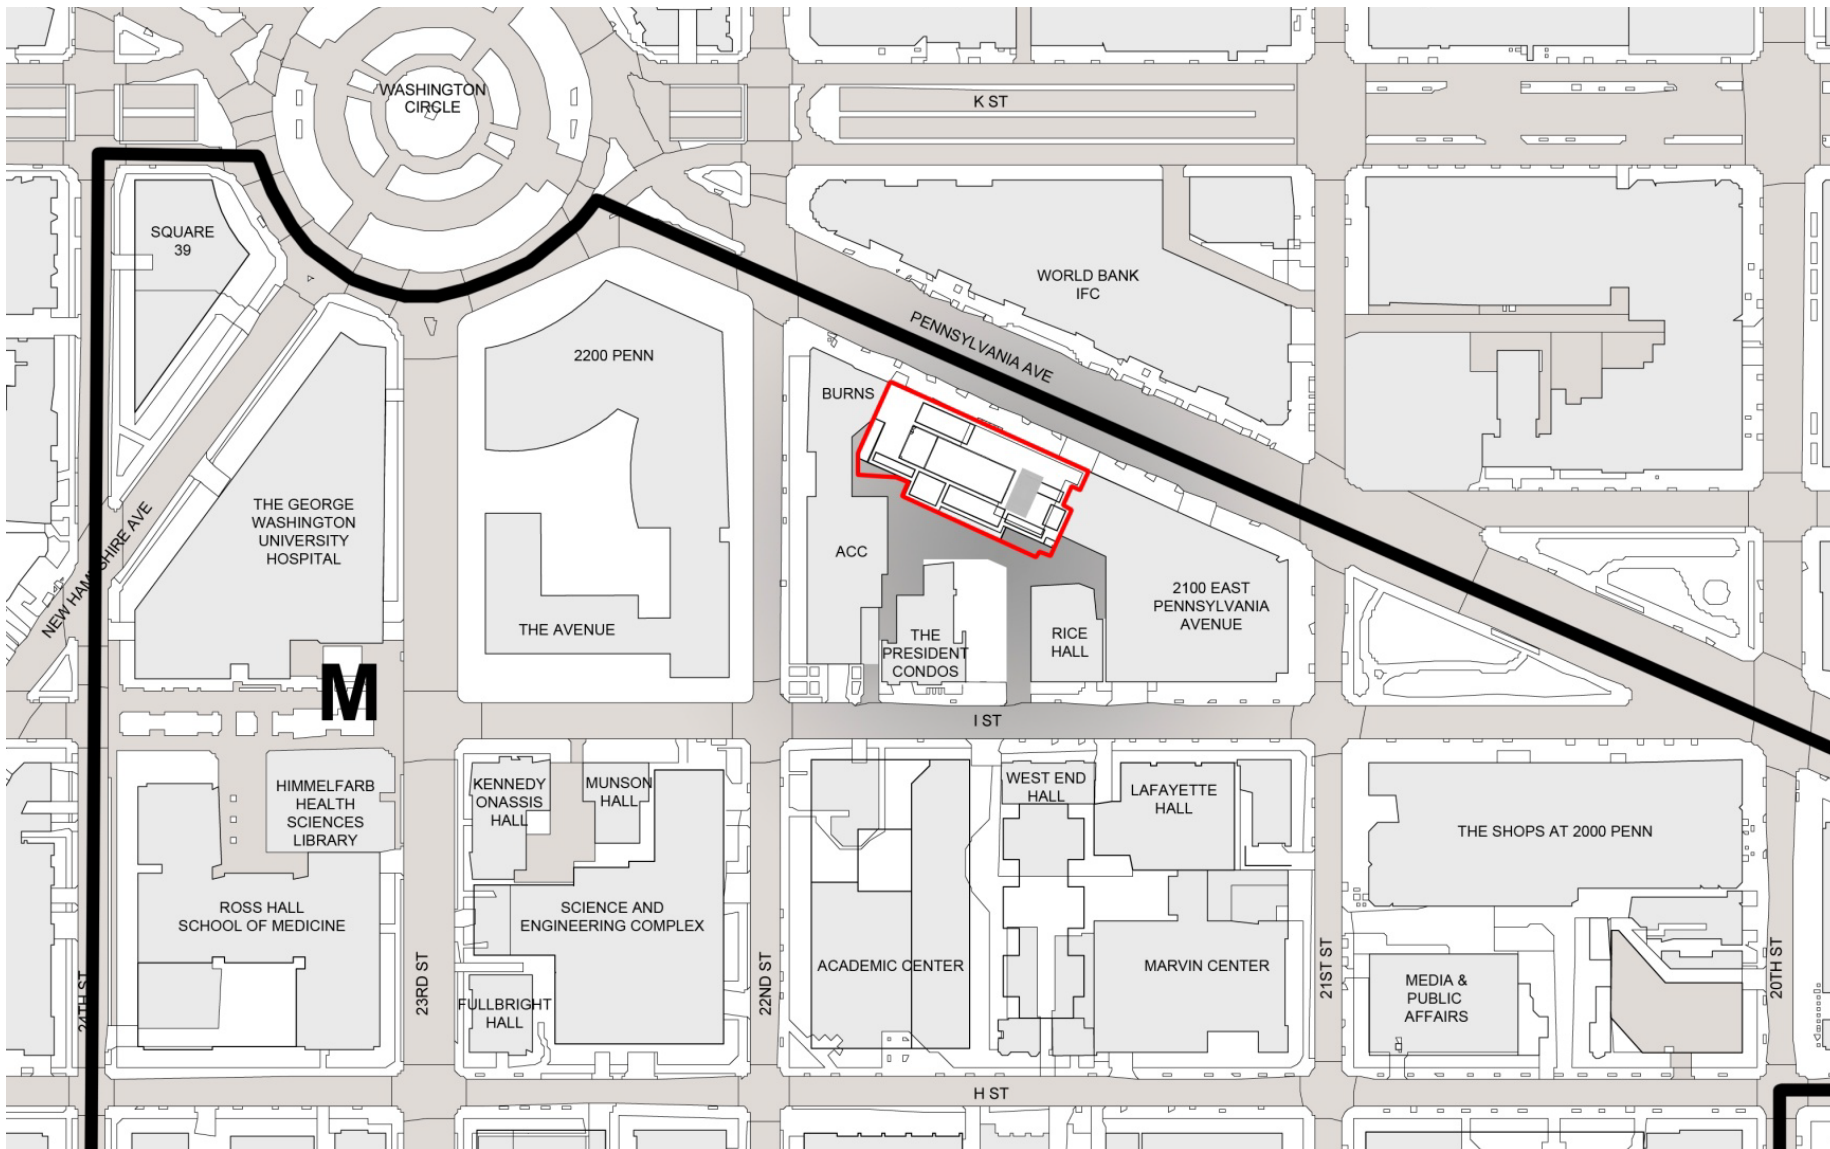 WASHINGTON
CIRCLE
K ST
SQUARE
39
WORLD BANK
IFC
PENNSYLVANIA AVE
2200 PENN
BURNS
THE GEORGE
WASHINGTON
UNIVERSITY
HOSPITAL
NEW HAMPSHIRE AVE
ACC
2100 EAST
PENNSYLVANIA
AVENUE
THE AVENUE
THE
PRESIDENT
CONDOS
RICE
HALL
M
I ST
HIMMELFARB
HEALTH
SCIENCES
LIBRARY
KENNEDY
ONASSIS
HALL
MUNSON
HALL
WEST END
HALL
LAFAYETTE
HALL
THE SHOPS AT 2000 PENN
ROSS HALL
SCHOOL OF MEDICINE
SCIENCE AND
ENGINEERING COMPLEX
ACADEMIC CENTER
MARVIN CENTER
MEDIA &
PUBLIC
AFFAIRS
FULLBRIGHT
HALL
24TH ST
23RD ST
22ND ST
21ST ST
20TH ST
H ST